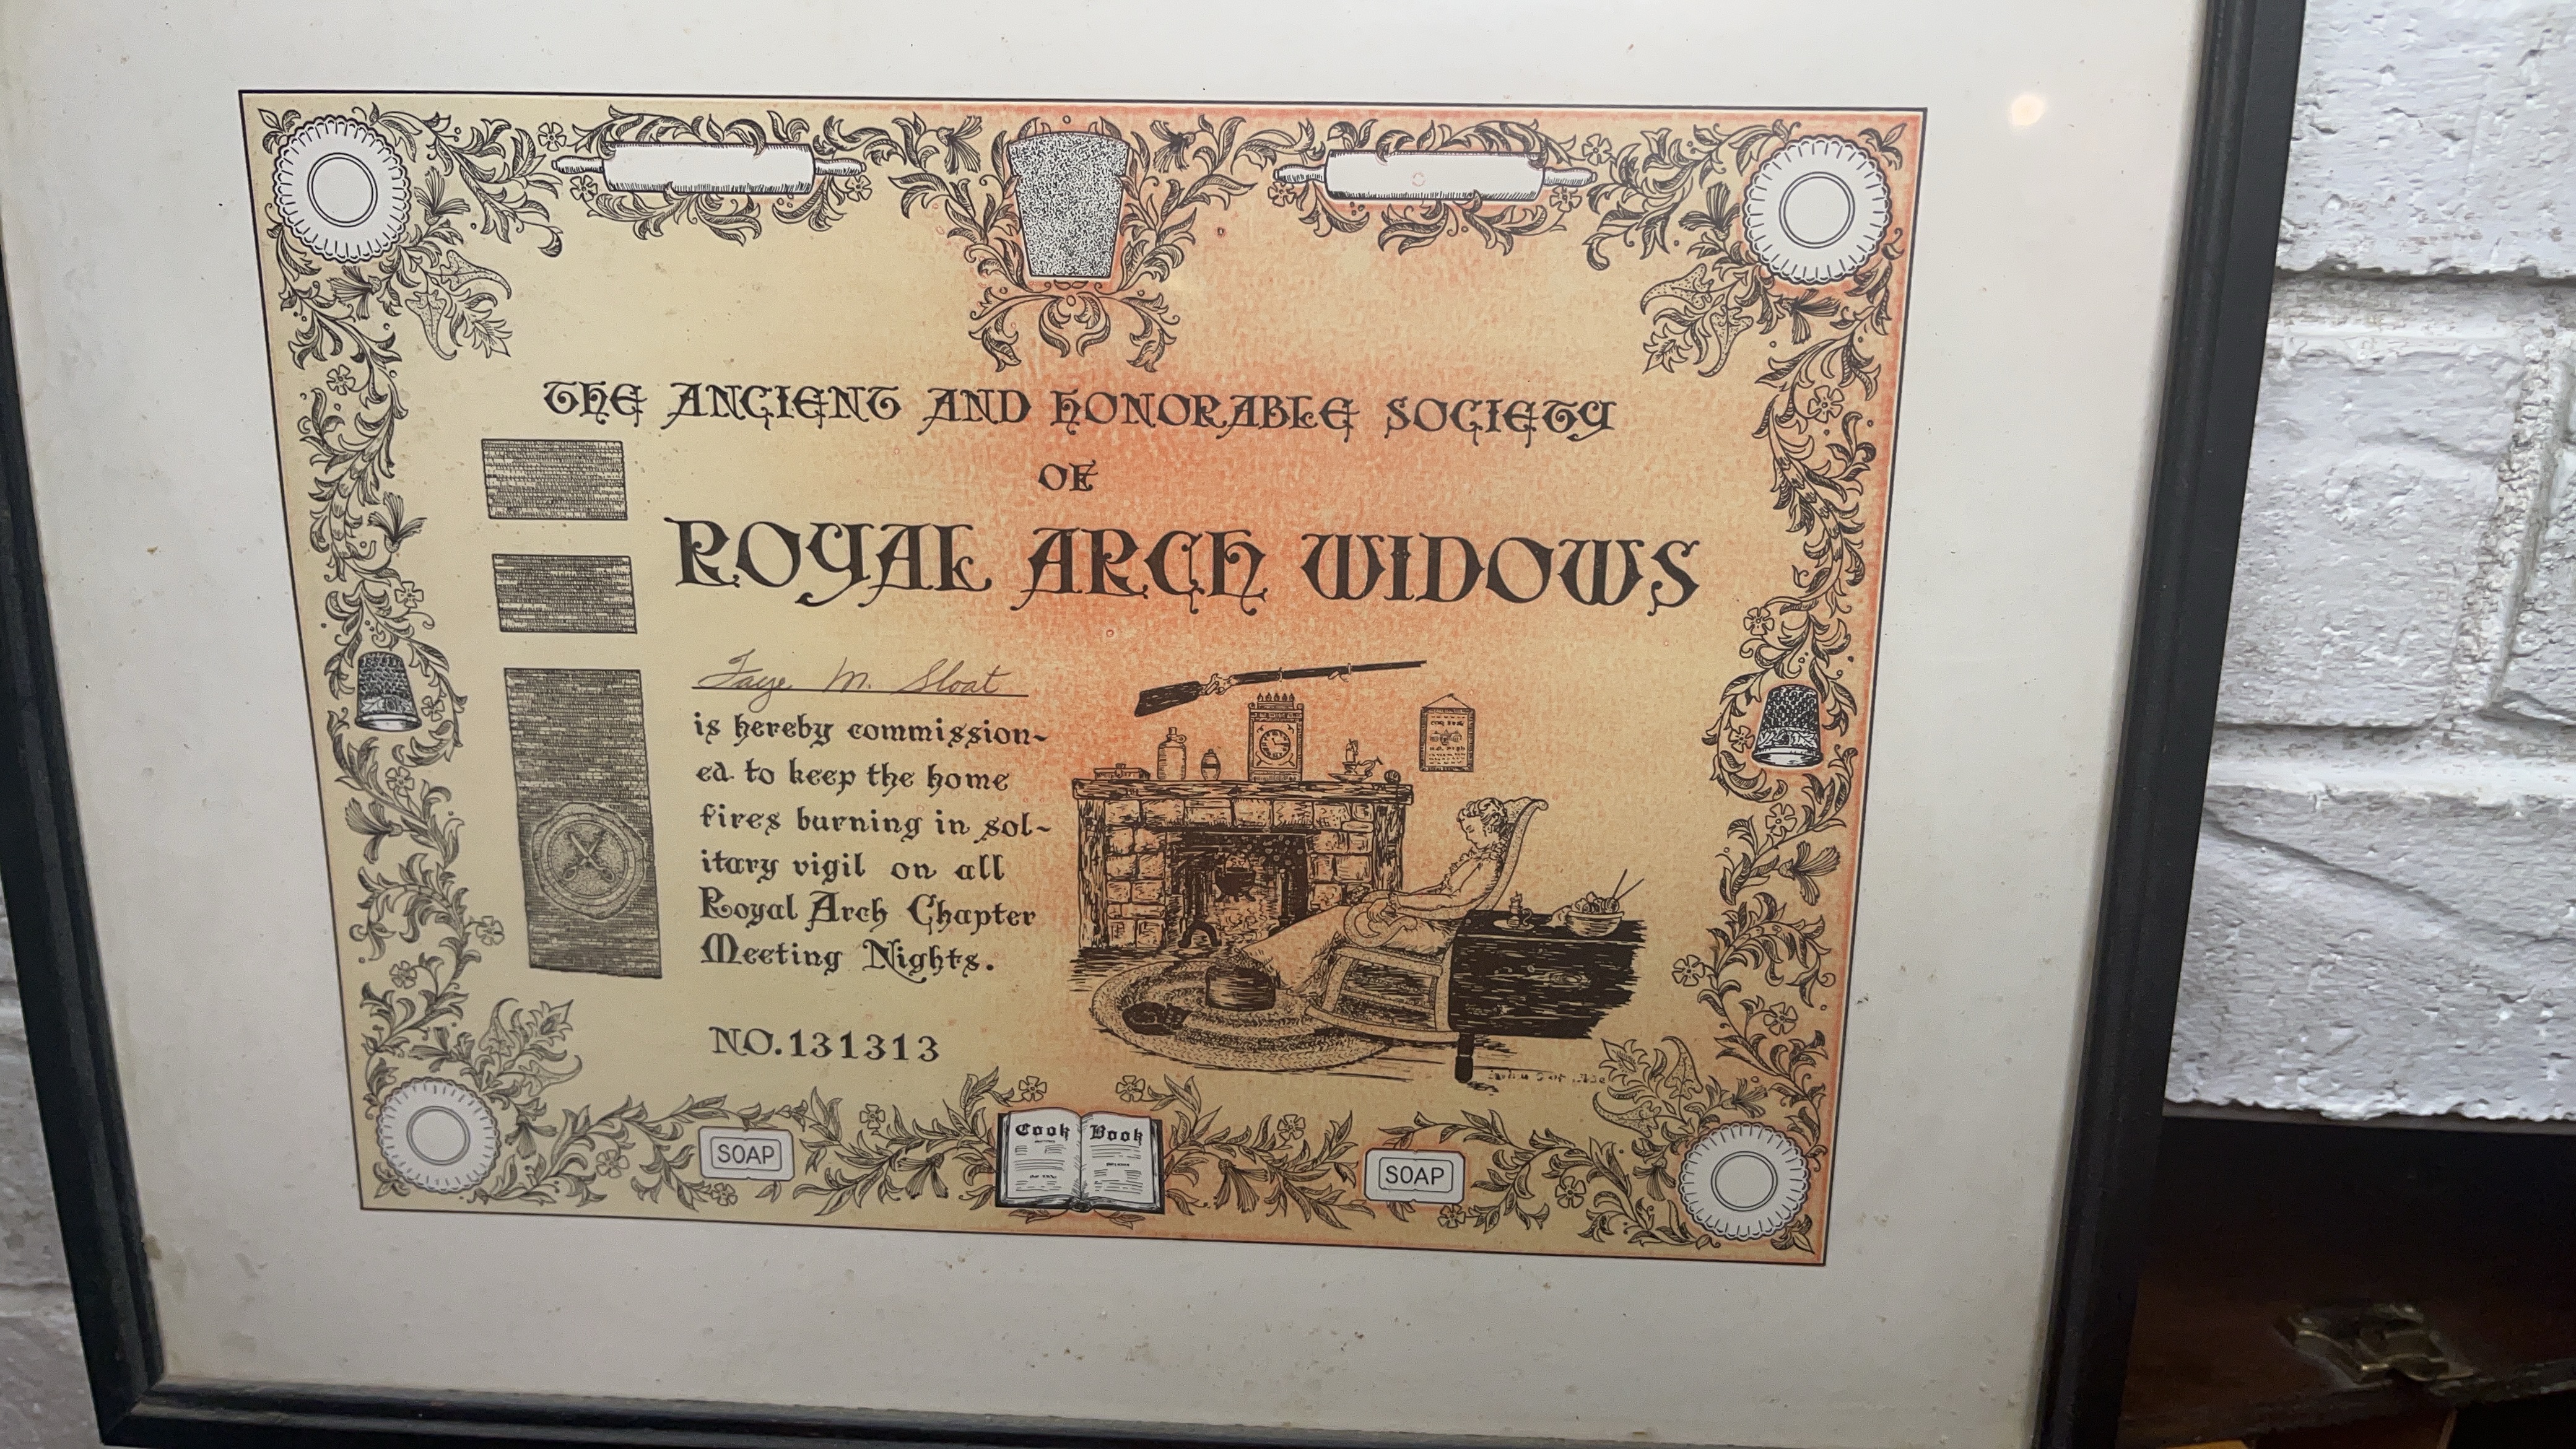 THE ANCIENT AND HONORABLE SOCIETY
OF
ROYAL ARCH WIDOWS
Faye M. Sloat
is hereby commission-
ed to keep the home
fires burning in sol-
itary vigil on all
Royal Arch Chapter
Meeting Nights.
NO.131313
SOAP
Cook Book
SOAP